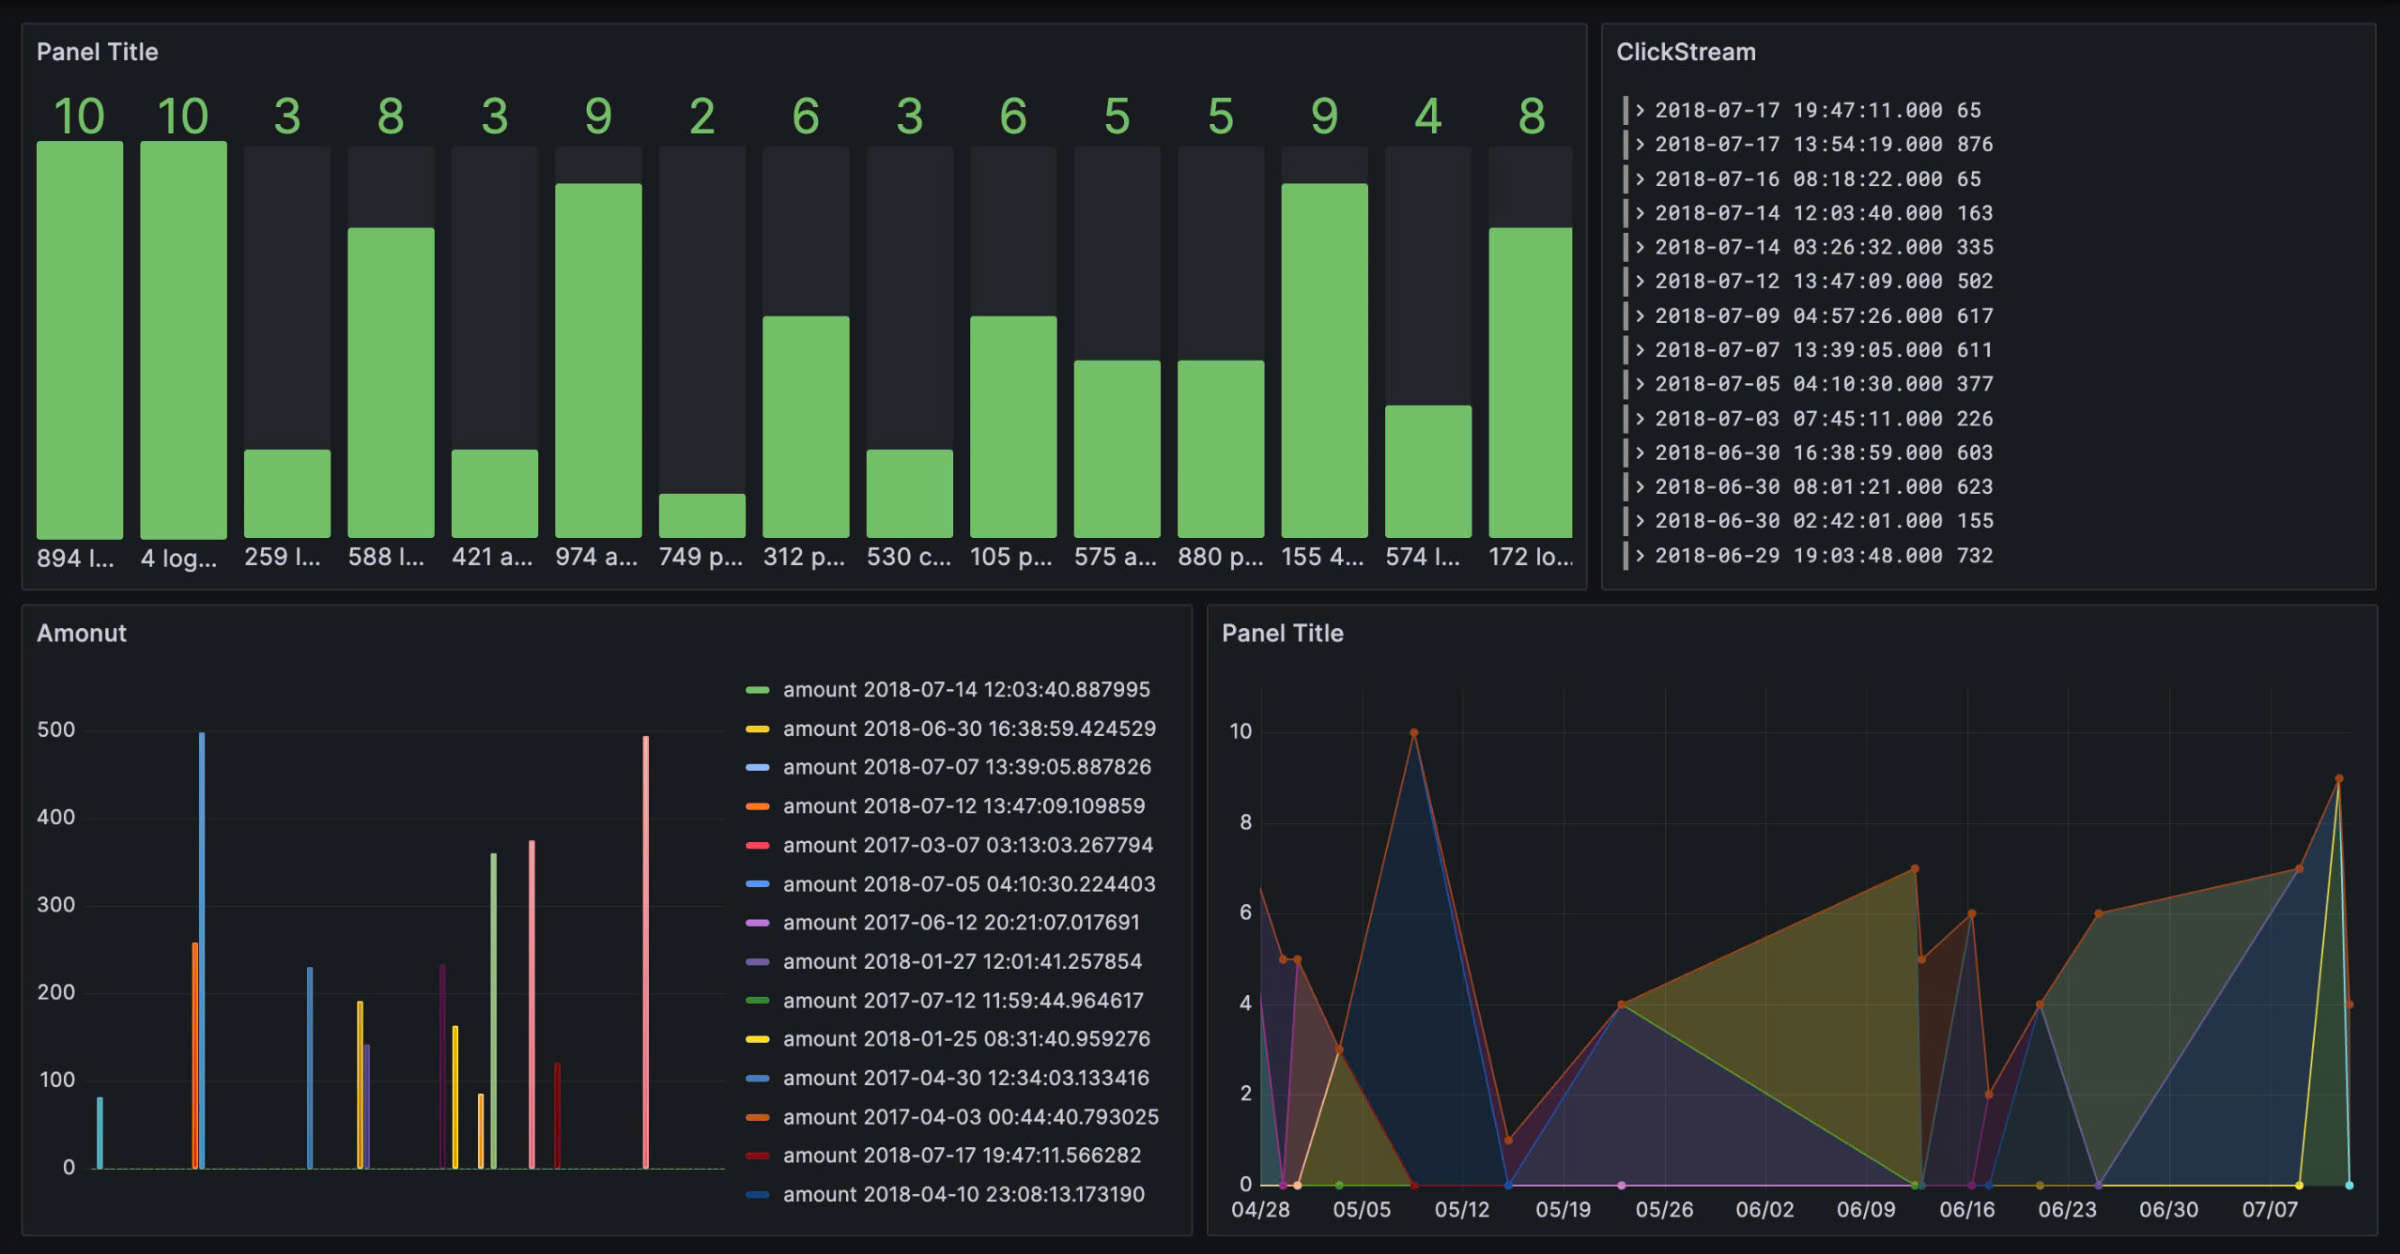 Panel Title
10 10 3 8 3 9 2 6 3 6 5 5 9 4 8
894 l... 4 log... 259 l... 588 l... 421 a... 974 a... 749 p... 312 p... 530 c... 105 p... 575 a... 880 p... 155 4... 574 l... 172 lo...
ClickStream
> 2018-07-17 19:47:11.000 65
> 2018-07-17 13:54:19.000 876
> 2018-07-16 08:18:22.000 65
> 2018-07-14 12:03:40.000 163
> 2018-07-14 03:26:32.000 335
> 2018-07-12 13:47:09.000 502
> 2018-07-09 04:57:26.000 617
> 2018-07-07 13:39:05.000 611
> 2018-07-05 04:10:30.000 377
> 2018-07-03 07:45:11.000 226
> 2018-06-30 16:38:59.000 603
> 2018-06-30 08:01:21.000 623
> 2018-06-30 02:42:01.000 155
> 2018-06-29 19:03:48.000 732
Amonut
500
400
300
200
100
0
amount 2018-07-14 12:03:40.887995
amount 2018-06-30 16:38:59.424529
amount 2018-07-07 13:39:05.887826
amount 2018-07-12 13:47:09.109859
amount 2017-03-07 03:13:03.267794
amount 2018-07-05 04:10:30.224403
amount 2017-06-12 20:21:07.017691
amount 2018-01-27 12:01:41.257854
amount 2017-07-12 11:59:44.964617
amount 2018-01-25 08:31:40.959276
amount 2017-04-30 12:34:03.133416
amount 2017-04-03 00:44:40.793025
amount 2018-07-17 19:47:11.566282
amount 2018-04-10 23:08:13.173190
Panel Title
10
8
6
4
2
0
04/28 05/05 05/12 05/19 05/26 06/02 06/09 06/16 06/23 06/30 07/07